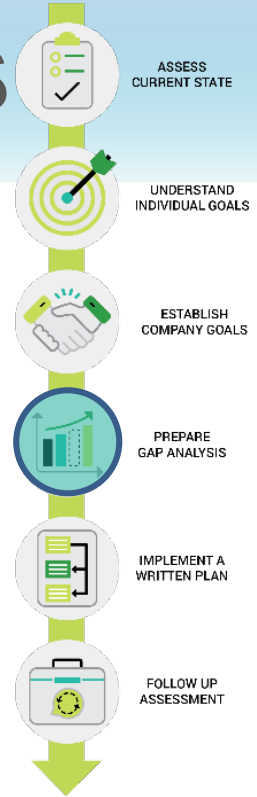 S
ASSESS
CURRENT STATE
UNDERSTAND
INDIVIDUAL GOALS
ESTABLISH
COMPANY GOALS
PREPARE
GAP ANALYSIS
IMPLEMENT A
WRITTEN PLAN
FOLLOW UP
ASSESSMENT